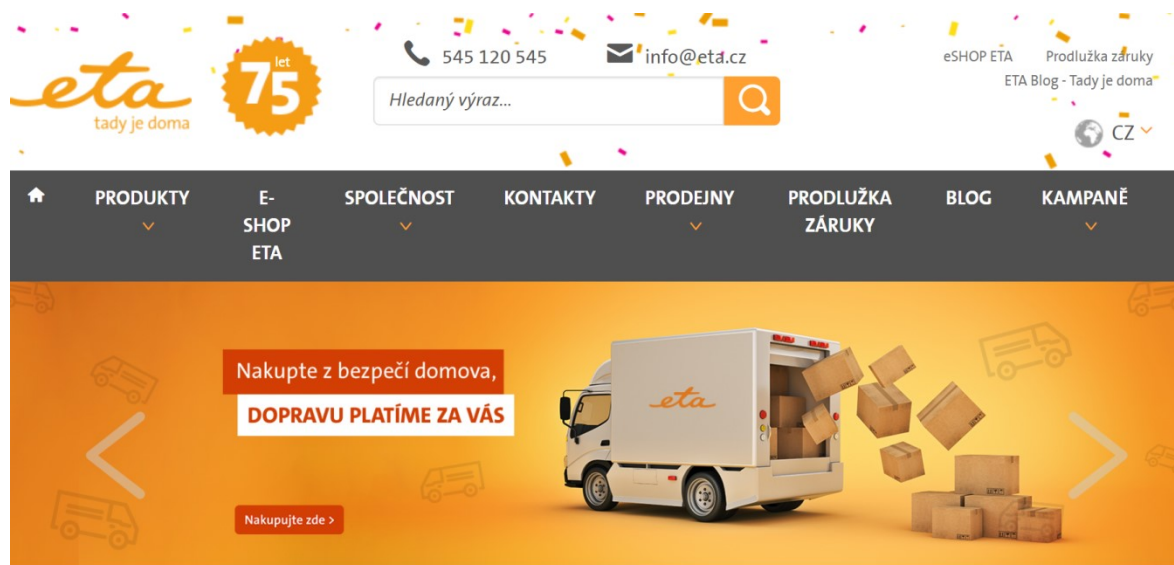 eta
tady je doma
let
75
545 120 545
info@eta.cz
Hledaný výraz...
eSHOP ETA
Prodlužka záruky
ETA Blog - Tady je doma
CZ
PRODUKTY
E-
SHOP
ETA
SPOLEČNOST
KONTAKTY
PRODEJNY
PRODLUŽKA
ZÁRUKY
BLOG
KAMPANĚ
Nakupte z bezpečí domova,
DOPRAVU PLATÍME ZA VÁS
Nakupujte zde >
eta